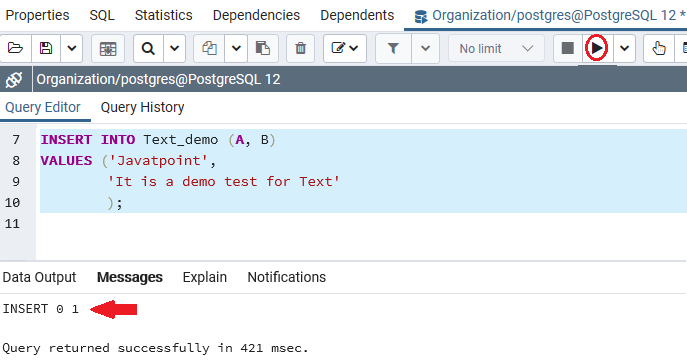 Properties SQL Statistics Dependencies Dependents Organization/postgres@PostgreSQL 12 *
No limit
Organization/postgres@PostgreSQL 12
Query Editor Query History
7 INSERT INTO Text_demo (A, B)
8 VALUES ('Javatpoint',
9 'It is a demo test for Text'
10 );
11
Data Output Messages Explain Notifications
INSERT 0 1
Query returned successfully in 421 msec.